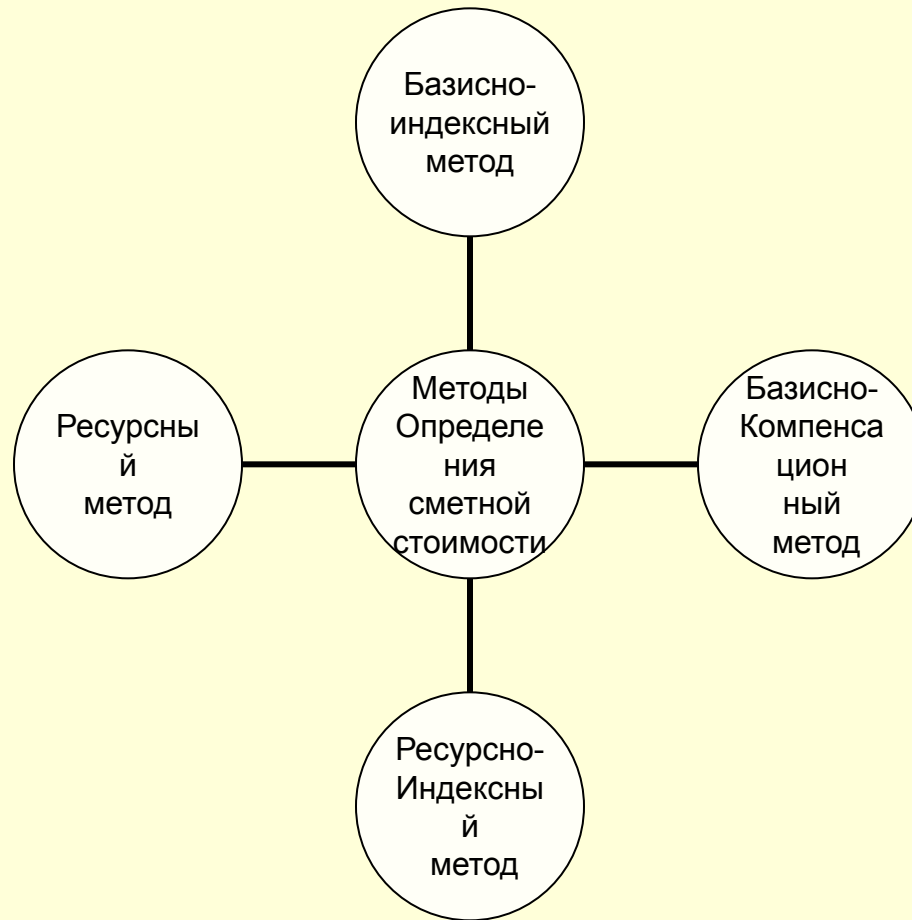 Базисно-
индексный
метод
Ресурсны
й
метод
Методы
Определе
ния
сметной
стоимости
Базисно-
Компенса
цион
ный
метод
Ресурсно-
Индексны
й
метод